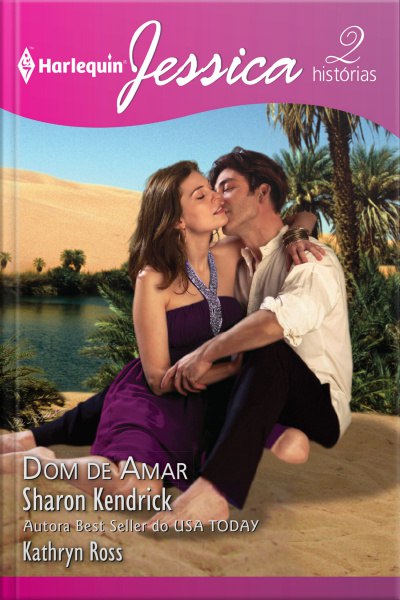 Harlequin® Jessica 2
histórias
DOM DE AMAR
Sharon Kendrick
Autora Best Seller do USA TODAY
Kathryn Ross